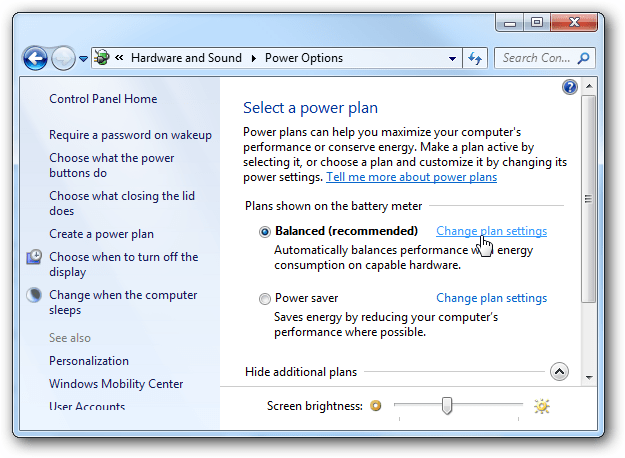 « Hardware and Sound ▸ Power Options
Search Con...
Control Panel Home
Require a password on wakeup
Choose what the power
buttons do
Choose what closing the lid
does
Create a power plan
Choose when to turn off the
display
Change when the computer
sleeps
See also
Personalization
Windows Mobility Center
User Accounts
Select a power plan
Power plans can help you maximize your computer's
performance or conserve energy. Make a plan active by
selecting it, or choose a plan and customize it by changing its
power settings. Tell me more about power plans
Plans shown on the battery meter
Balanced (recommended) Change plan settings
Automatically balances performance with energy
consumption on capable hardware.
Power saver Change plan settings
Saves energy by reducing your computer's
performance where possible.
Hide additional plans
Screen brightness: